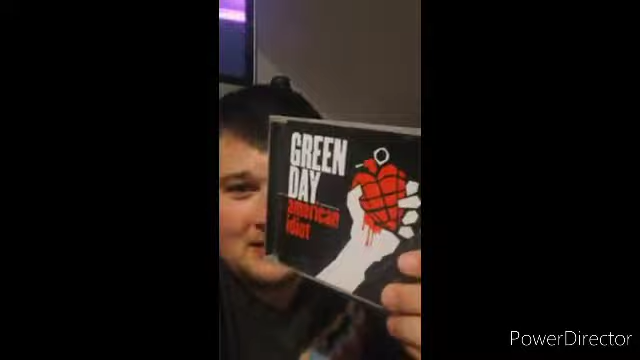 GREEN
DAY
american
idiot
PowerDirector